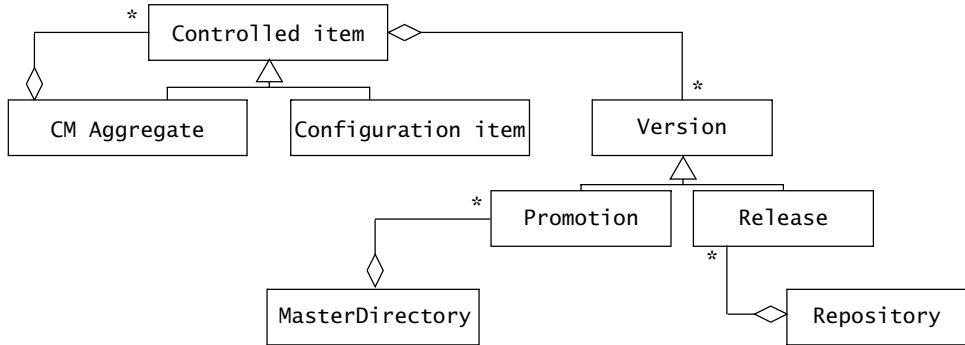 *
Controlled item
*
CM Aggregate
Configuration item
Version
*
Promotion
Release
*
MasterDirectory
Repository